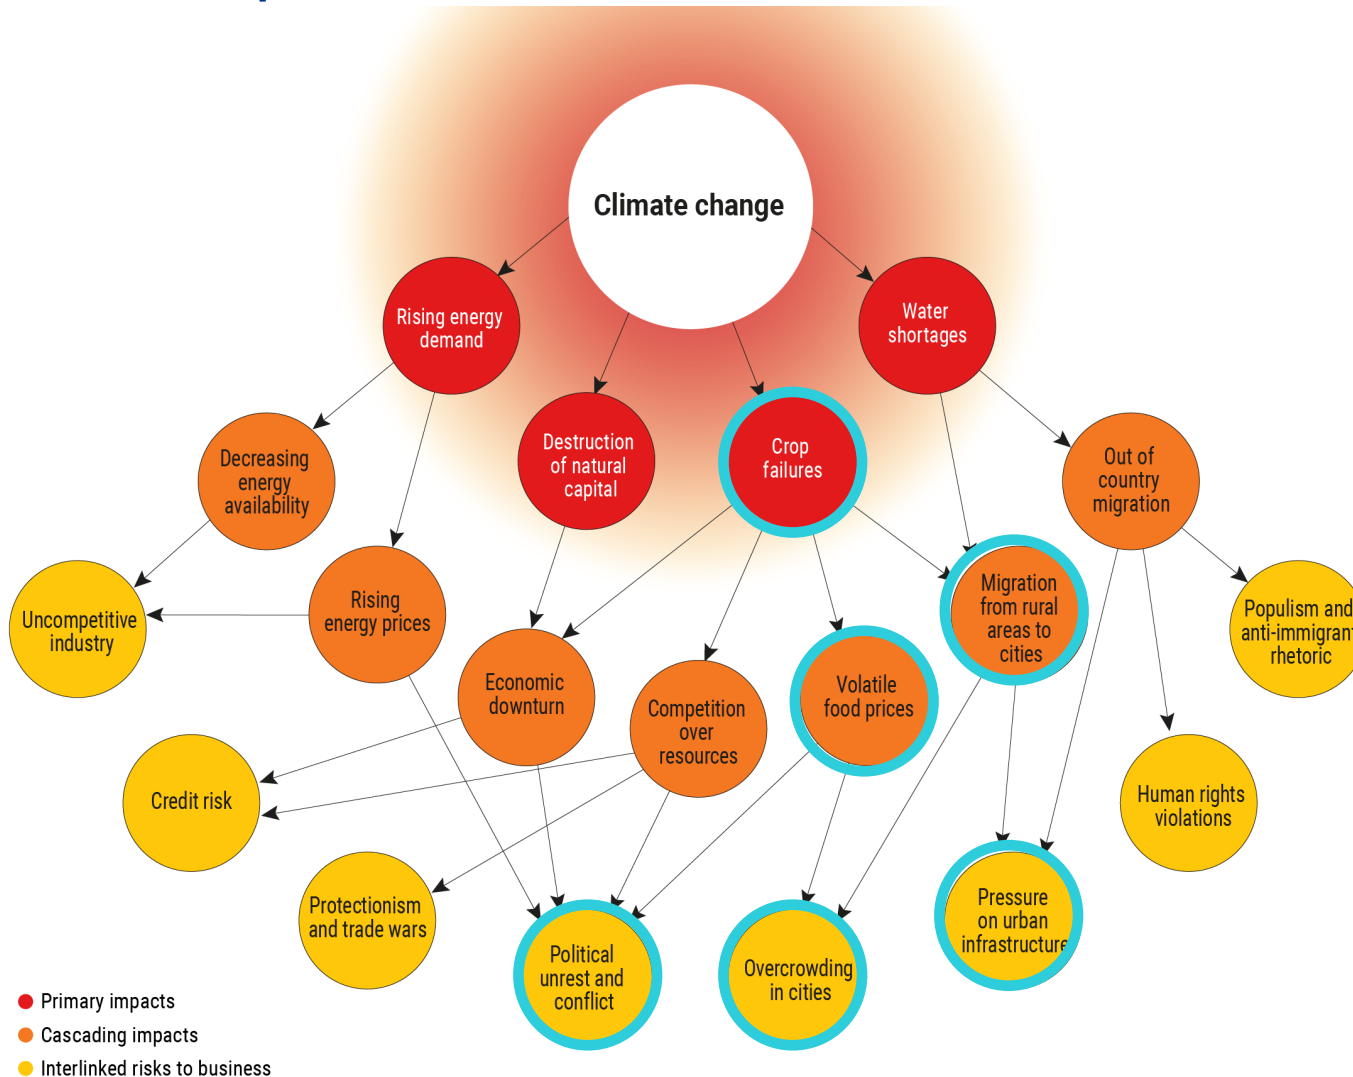 Climate change
Rising energy
demand
Water
shortages
Destruction
of natural
capital
Crop
failures
Decreasing
energy
availability
Out of
country
migration
Uncompetitive
industry
Rising
energy prices
Migration
from rural
areas to
cities
Populism and
anti-immigrant
rhetoric
Economic
downturn
Competition
over
resources
Volatile
food prices
Credit risk
Human rights
violations
Protectionism
and trade wars
Political
unrest and
conflict
Overcrowding
in cities
Pressure
on urban
infrastructure
Primary impacts
Cascading impacts
Interlinked risks to business